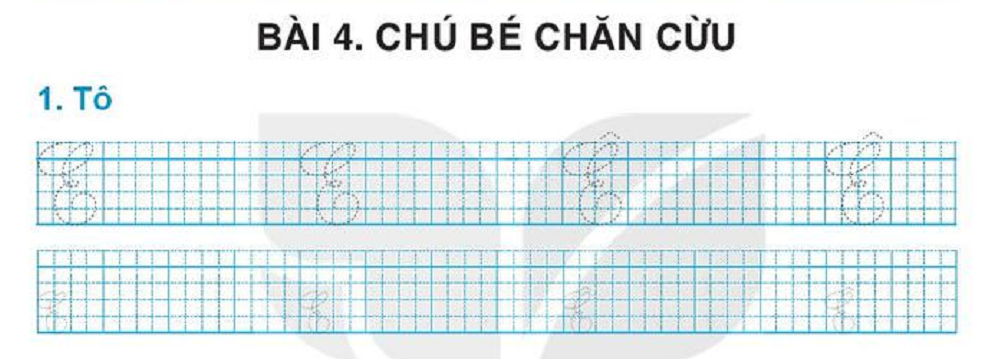 BÀI 4. CHÚ BÉ CHĂN CỪU
1. Tô
E E Ê Ê
E E Ê Ê